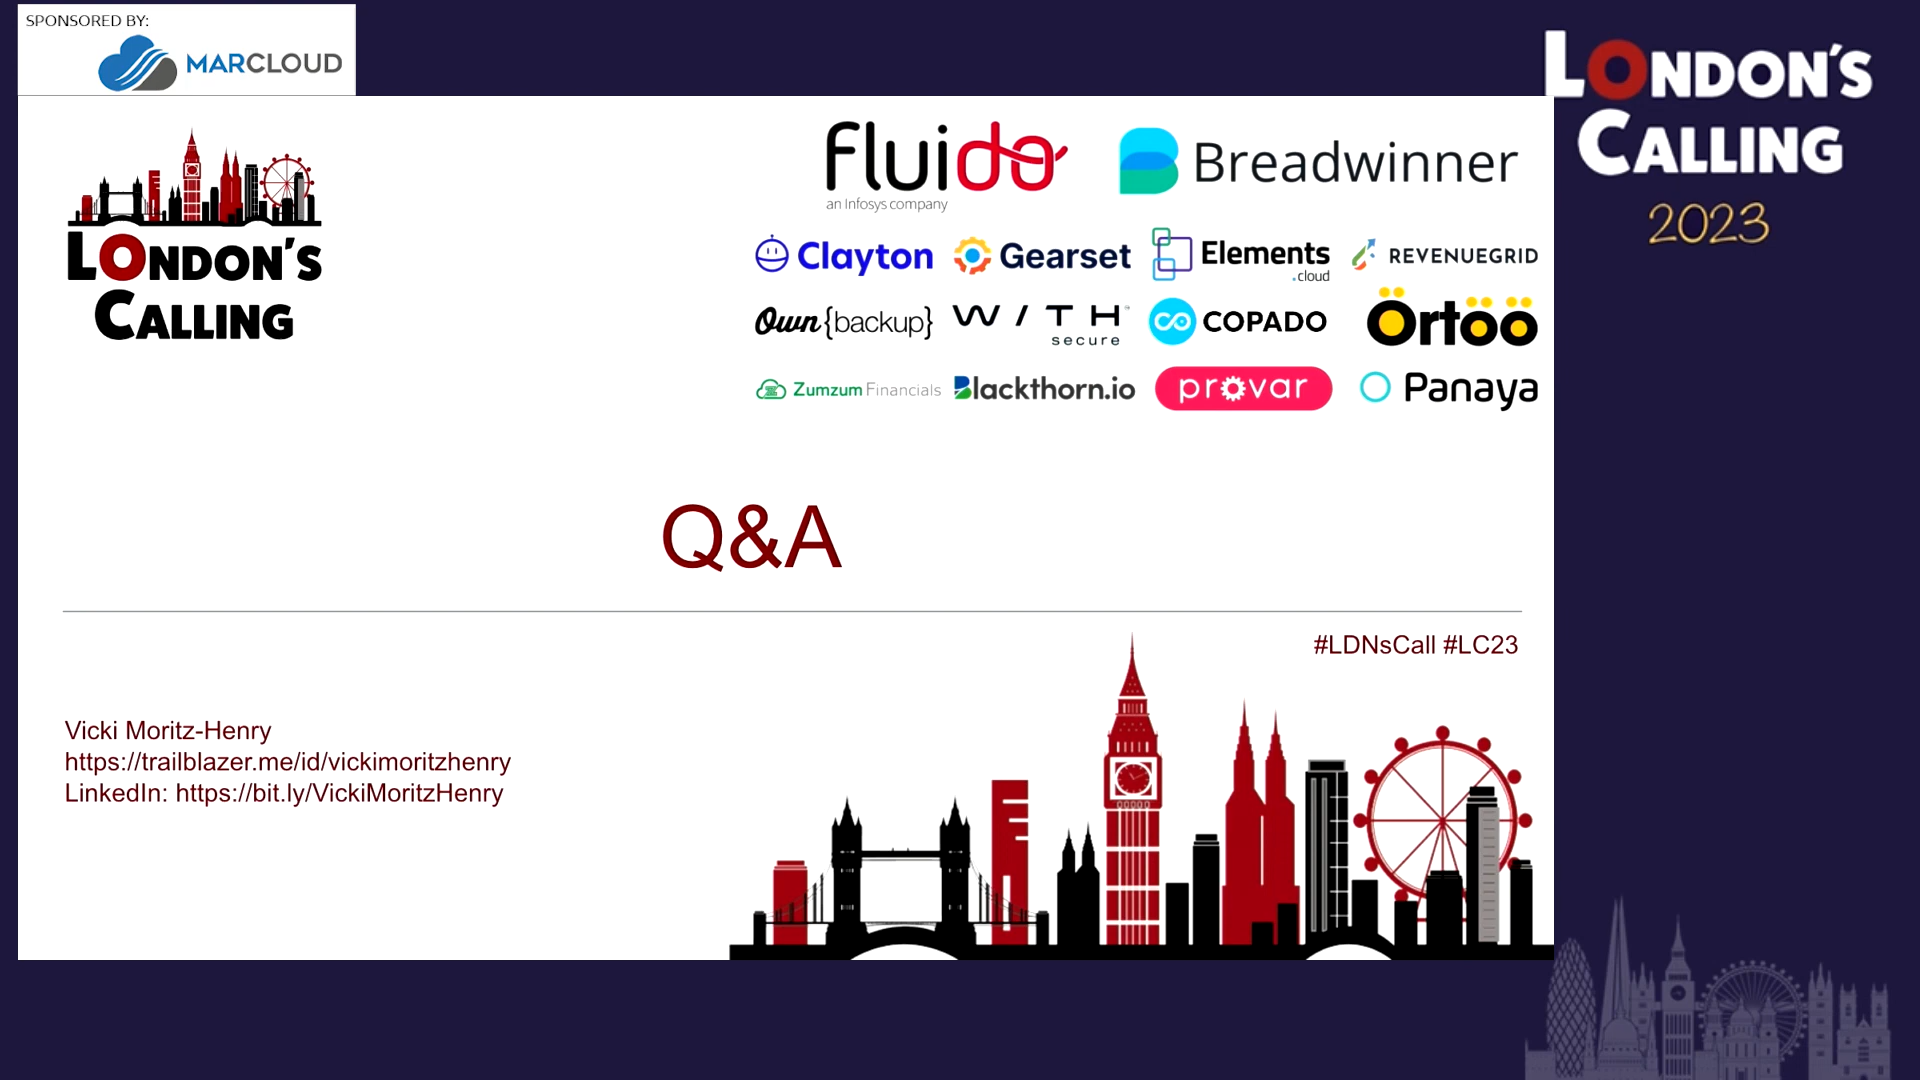 SPONSORED BY:
MARCLOUD
LONDON'S
CALLING
2023
LONDON'S
CALLING
Fluido
an Infosys company
Breadwinner
Clayton
Gearset
Elements
.cloud
REVENUEGRID
Own{backup}
W/TH
secure
COPADO
Örtöö
Zumzum Financials
Blackthorn.io
provar
Panaya
Q&A
#LDNsCall #LC23
Vicki Moritz-Henry
https://trailblazer.me/id/vickimoritzhenry
LinkedIn: https://bit.ly/VickiMoritzHenry